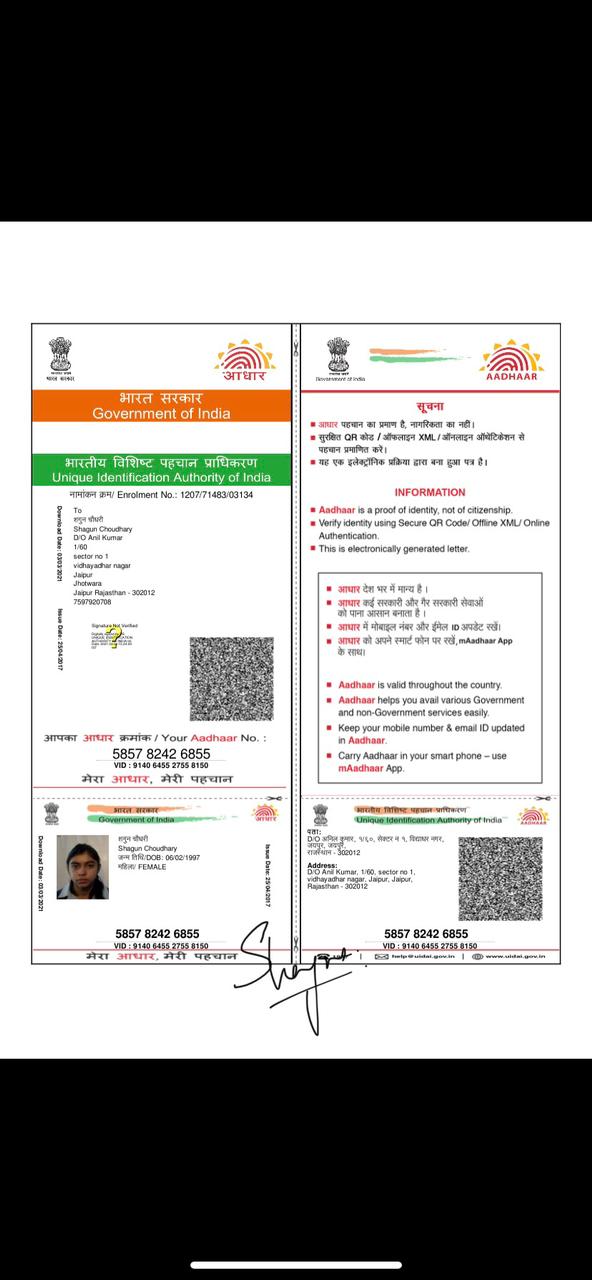 भारत सरकार
आधार
भारत सरकार
Government of India
भारतीय विशिष्ट पहचान प्राधिकरण
Unique Identification Authority of India
नामांकन क्रम/ Enrolment No.: 1207/71483/03134
Download Date: 03/03/2021
Issue Date: 25/04/2017
To
शगुन चौधरी
Shagun Choudhary
D/O Anil Kumar
1/60
sector no 1
vidhayadhar nagar
Jaipur
Jhotwara
Jaipur Rajasthan - 302012
7597920708
Signature Not Verified
आपका आधार क्रमांक / Your Aadhaar No. :
5857 8242 6855
VID : 9140 6455 2755 8150
मेरा आधार, मेरी पहचान
Government of India
AADHAAR
सूचना
आधार पहचान का प्रमाण है, नागरिकता का नहीं।
सुरक्षित QR कोड / ऑफलाइन XML / ऑनलाइन ऑथेंटिकेशन से
पहचान प्रमाणित करें।
यह एक इलेक्ट्रॉनिक प्रक्रिया द्वारा बना हुआ पत्र है।
INFORMATION
Aadhaar is a proof of identity, not of citizenship.
Verify identity using Secure QR Code/ Offline XML/ Online
Authentication.
This is electronically generated letter.
आधार देश भर में मान्य है।
आधार कई सरकारी और गैर सरकारी सेवाओं
को पाना आसान बनाता है।
आधार में मोबाइल नंबर और ईमेल ID अपडेट रखें।
आधार को अपने स्मार्ट फोन पर रखें, mAadhaar App
के साथ।
Aadhaar is valid throughout the country.
Aadhaar helps you avail various Government
and non-Government services easily.
Keep your mobile number & email ID updated
in Aadhaar.
Carry Aadhaar in your smart phone – use
mAadhaar App.
भारत सरकार
Government of India
आधार
Download Date: 03/03/2021
शगुन चौधरी
Shagun Choudhary
जन्म तिथि/DOB: 06/02/1997
महिला/ FEMALE
Issue Date: 25/04/2017
5857 8242 6855
VID : 9140 6455 2755 8150
मेरा आधार, मेरी पहचान
भारतीय विशिष्ट पहचान प्राधिकरण
Unique Identification Authority of India
AADHAAR
पता:
D/O अनिल कुमार, १/६०, सेक्टर न १, विद्याधर नगर,
जयपुर, जयपुर,
राजस्थान - 302012
Address:
D/O Anil Kumar, 1/60, sector no 1,
vidhayadhar nagar, Jaipur, Jaipur,
Rajasthan - 302012
5857 8242 6855
VID : 9140 6455 2755 8150
help@uidai.gov.in | www.uidai.gov.in